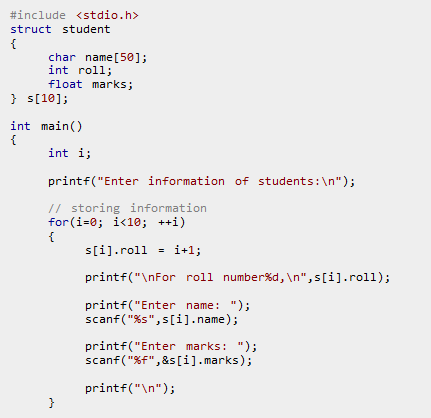 #include <stdio.h>
struct student
{
char name[50];
int roll;
float marks;
} s[10];
int main()
{
int i;
printf("Enter information of students:\n");
// storing information
for(i=0; i<10; ++i)
{
s[i].roll = i+1;
printf("\nFor roll number%d,\n",s[i].roll);
printf("Enter name: ");
scanf("%s",s[i].name);
printf("Enter marks: ");
scanf("%f",&s[i].marks);
printf("\n");
}